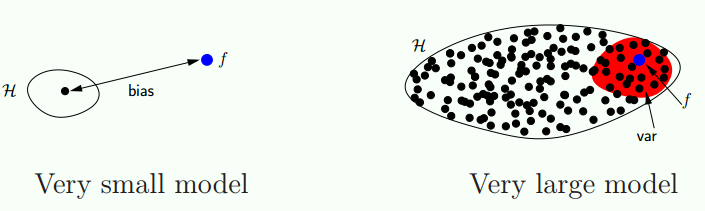 ℋ
bias
f
Very small model
ℋ
f
var
Very large model